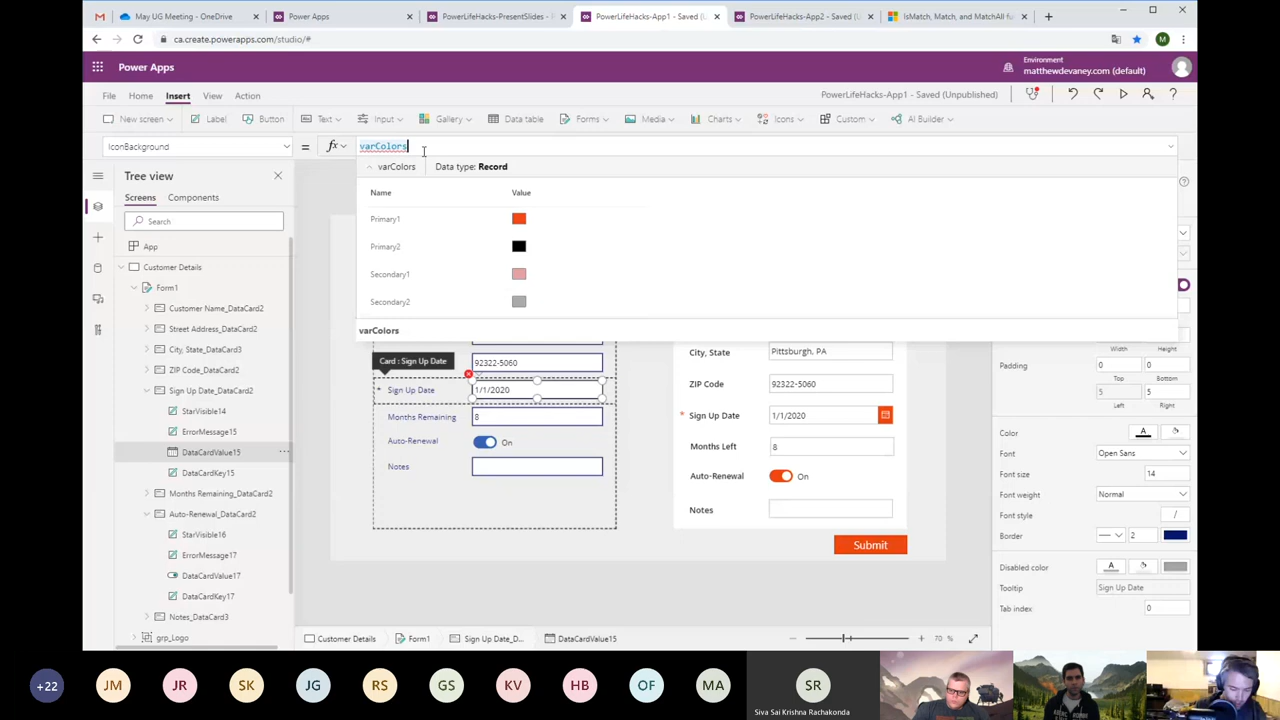 May UG Meeting - OneDrive
Power Apps
PowerLifeHacks-PresentSlides -
PowerLifeHacks-App1 - Saved (U
PowerLifeHacks-App2 - Saved (U
IsMatch, Match, and MatchAll fu
ca.create.powerapps.com/studio/#
M
Power Apps
Environment
matthewdevaney.com (default)
File
Home
Insert
View
Action
PowerLifeHacks-App1 - Saved (Unpublished)
New screen
Label
Button
Text
Input
Gallery
Data table
Forms
Media
Charts
Icons
Custom
AI Builder
IconBackground
=
fx
varColors
varColors
Data type: Record
Name
Value
Primary1
Primary2
Secondary1
Secondary2
varColors
Tree view
Screens
Components
Search
App
Customer Details
Form1
Customer Name_DataCard2
Street Address_DataCard2
City, State_DataCard3
ZIP Code_DataCard2
Sign Up Date_DataCard2
StarVisible14
ErrorMessage15
DataCardValue15
DataCardKey15
Months Remaining_DataCard2
Auto-Renewal_DataCard2
StarVisible16
ErrorMessage17
DataCardValue17
DataCardKey17
Notes_DataCard3
grp_Logo
Card : Sign Up Date
92322-5060
* Sign Up Date
1/1/2020
Months Remaining
8
Auto-Renewal
On
Notes
City, State
Pittsburgh, PA
ZIP Code
92322-5060
* Sign Up Date
1/1/2020
Months Left
8
Auto-Renewal
On
Notes
Submit
Width
Height
Padding
0
0
Top
Bottom
5
5
Left
Right
Color
A
Font
Open Sans
Font size
14
Font weight
Normal
Font style
/
Border
2
Disabled color
A
Tooltip
Sign Up Date
Tab index
0
Customer Details
Form1
Sign Up Date_D...
DataCardValue15
70 %
+22
JM
JR
SK
JG
RS
GS
KV
HB
OF
MA
SR
Siva Sai Krishna Rachakonda